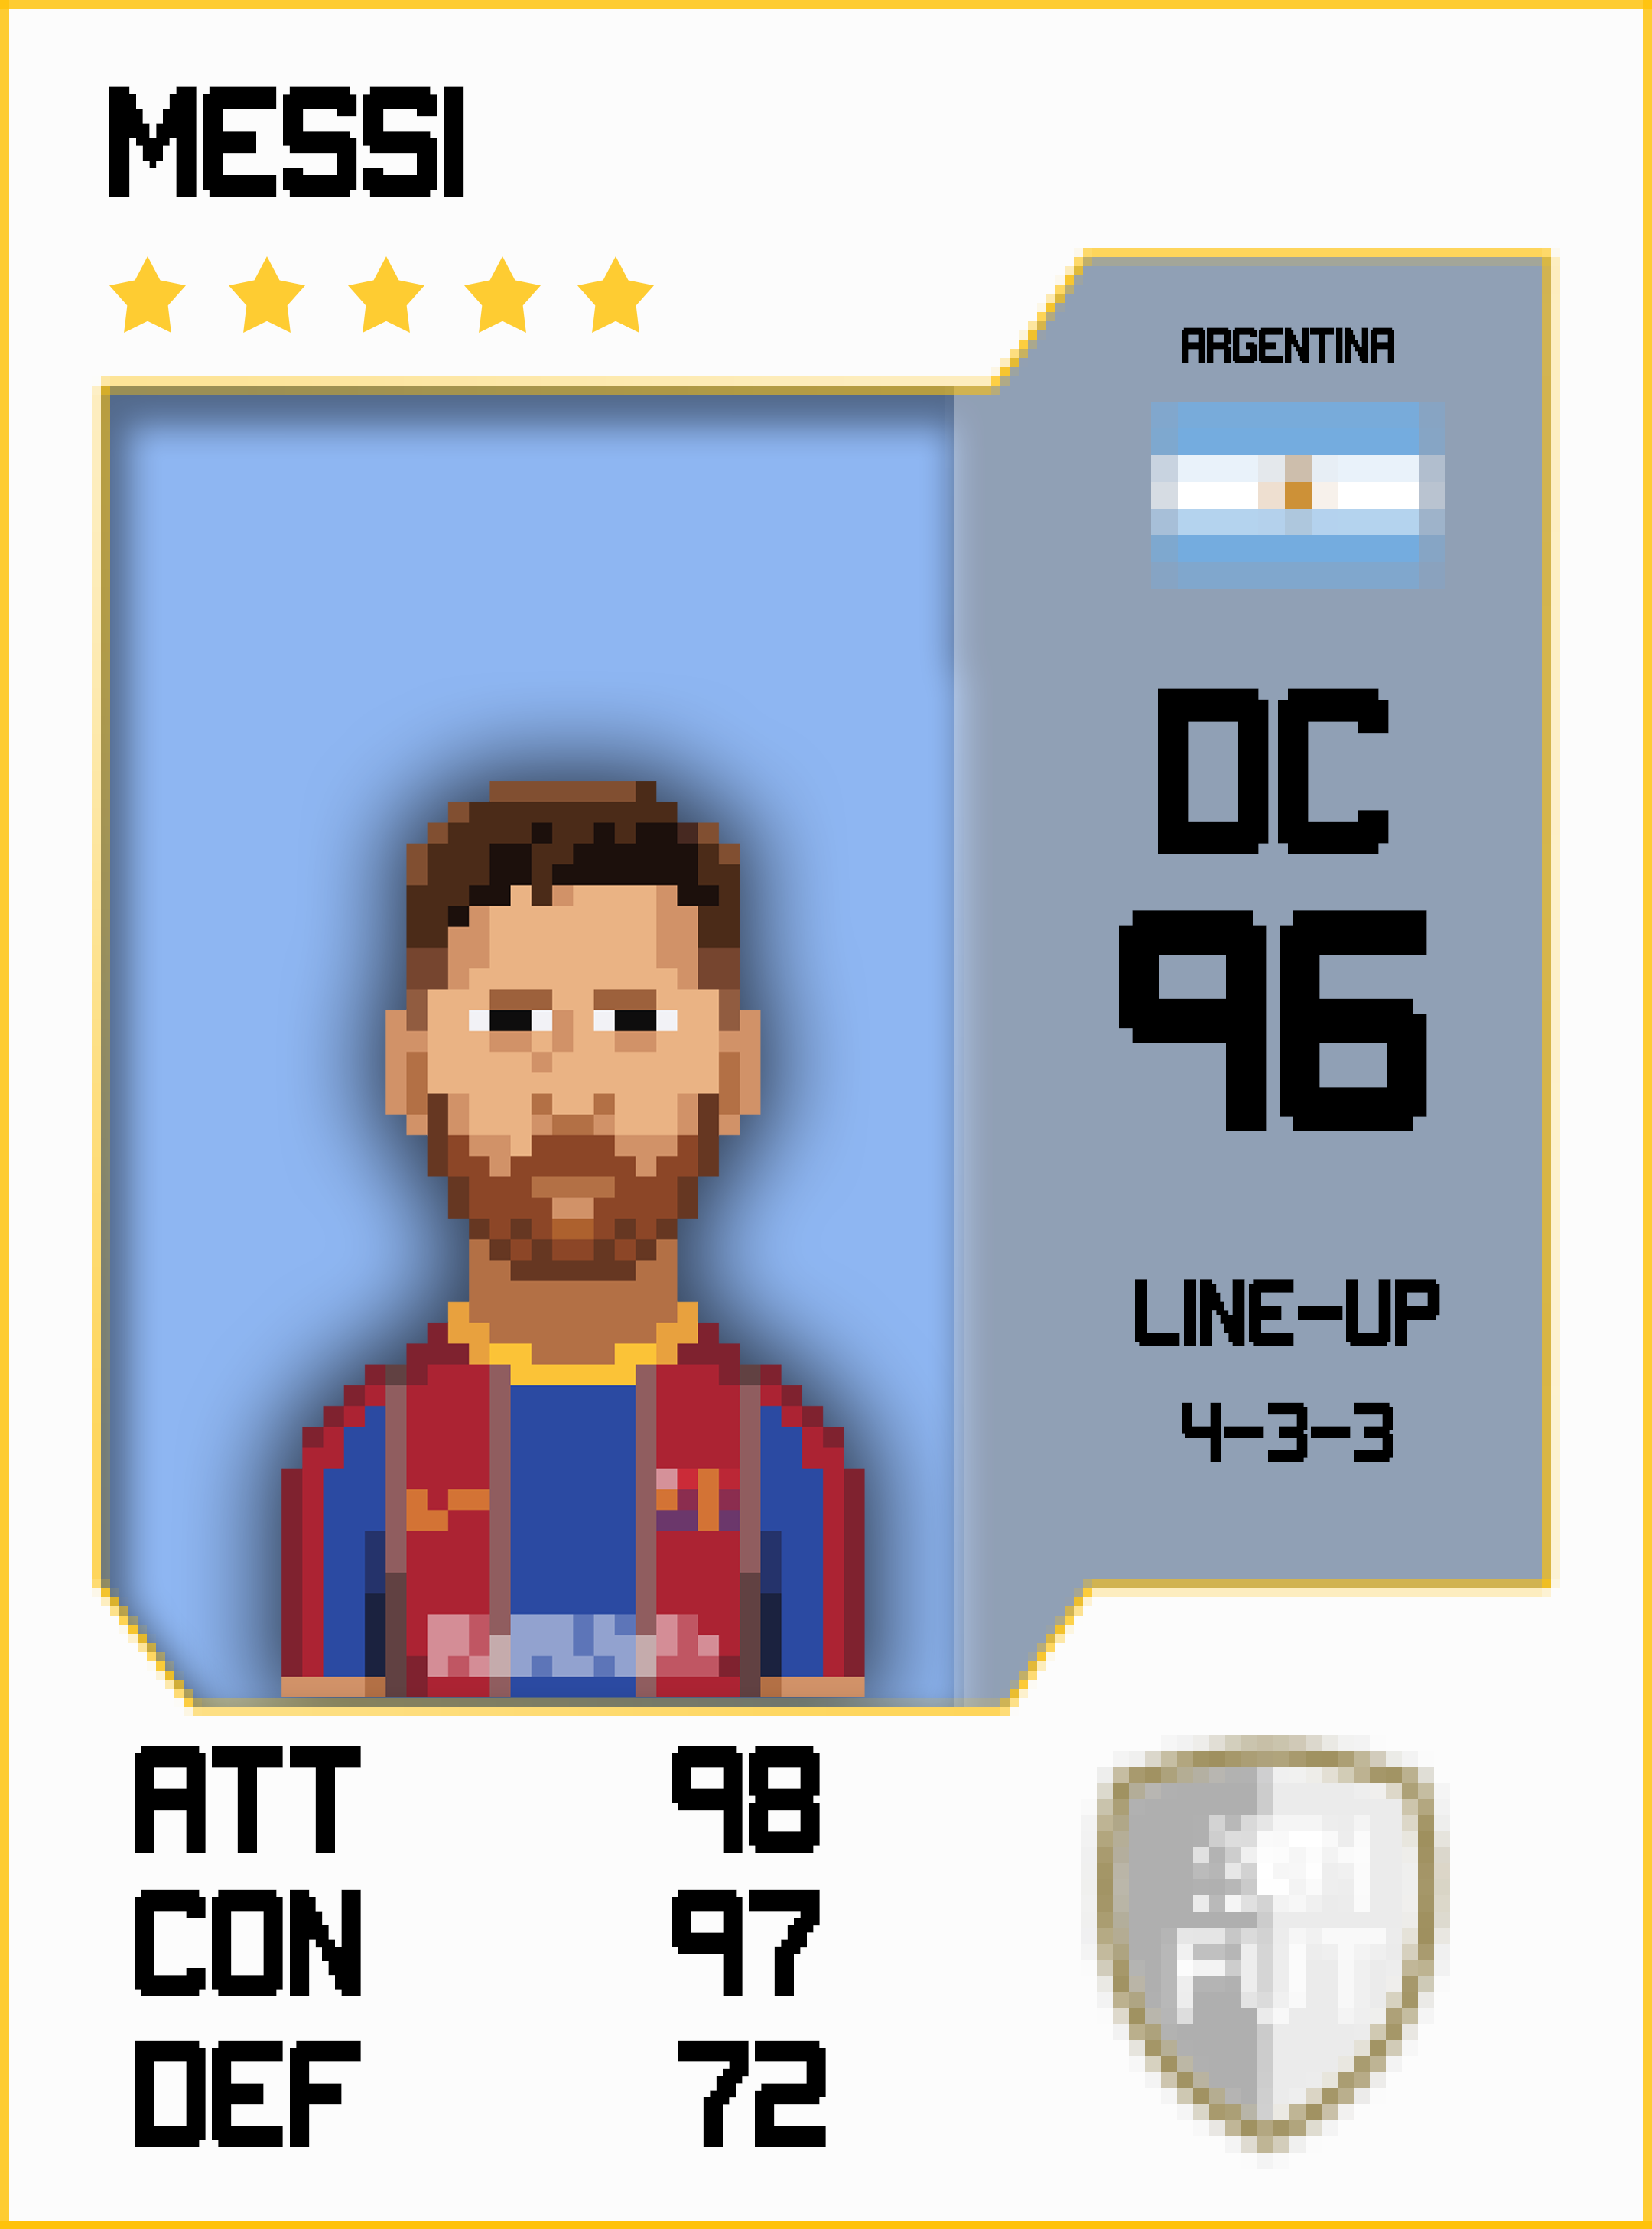 MESSI
ARGENTINA
DC
96
LINE-UP
4-3-3
ATT 98
CON 97
DEF 72